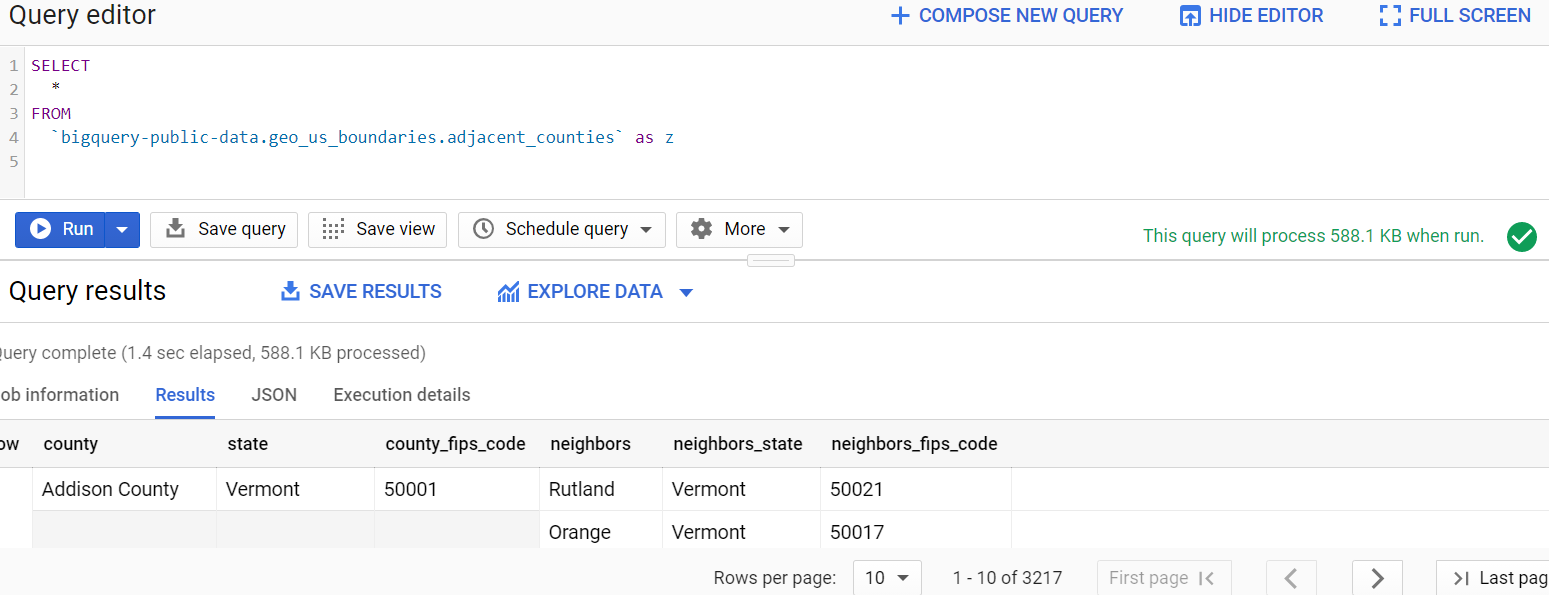 Query editor + COMPOSE NEW QUERY HIDE EDITOR FULL SCREEN
1 SELECT
2 *
3 FROM
4 `bigquery-public-data.geo_us_boundaries.adjacent_counties` as z
5
Run Save query Save view Schedule query More This query will process 588.1 KB when run.
Query results SAVE RESULTS EXPLORE DATA
uery complete (1.4 sec elapsed, 588.1 KB processed)
ob information Results JSON Execution details
ow county state county_fips_code neighbors neighbors_state neighbors_fips_code
Addison County Vermont 50001 Rutland Vermont 50021
Orange Vermont 50017
Rows per page: 10 1 - 10 of 3217 First page Last pag